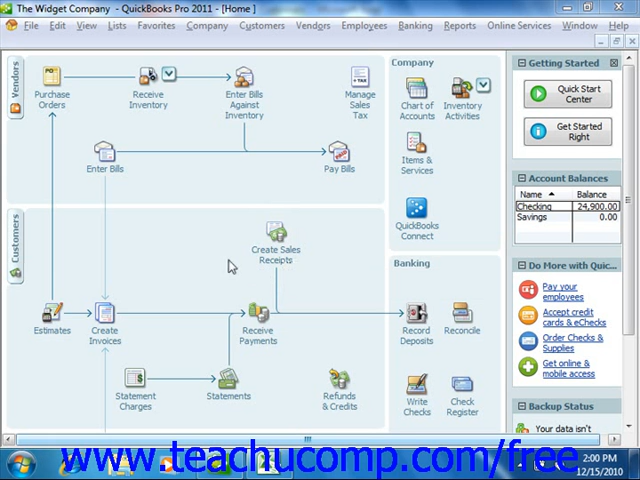 The Widget Company - QuickBooks Pro 2011 - [Home ]
File Edit View Lists Favorites Company Customers Vendors Employees Banking Reports Online Services Window Help
Vendors
Purchase
Orders
Receive
Inventory
Enter Bills
Against
Inventory
+ TAX
Manage
Sales
Tax
Enter Bills
Pay Bills
Customers
Create Sales
Receipts
Estimates
Create
Invoices
Receive
Payments
Statement
Charges
Statements
Refunds
& Credits
Company
Chart of
Accounts
Inventory
Activities
Items &
Services
QuickBooks
Connect
Banking
Record
Deposits
Reconcile
Write
Checks
Check
Register
Getting Started
Quick Start
Center
Get Started
Right
Account Balances
Name Balance
Checking 24,900.00
Savings 0.00
Do More with Quic...
Pay your
employees
Accept credit
cards & eChecks
Order Checks &
Supplies
Get online &
mobile access
Backup Status
Your data isn't
www.teachucomp.com/free
2:00 PM
12/15/2010